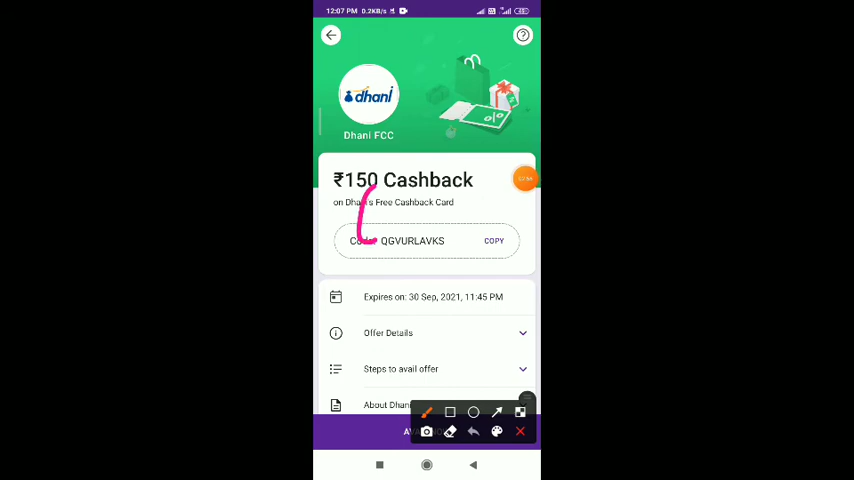 12:07 PM 0.2KB/s
dhani
Dhani FCC
₹150 Cashback
on Dhani's Free Cashback Card
Code: QGVURLAVKS
COPY
Expires on: 30 Sep, 2021, 11:45 PM
Offer Details
Steps to avail offer
About Dhani